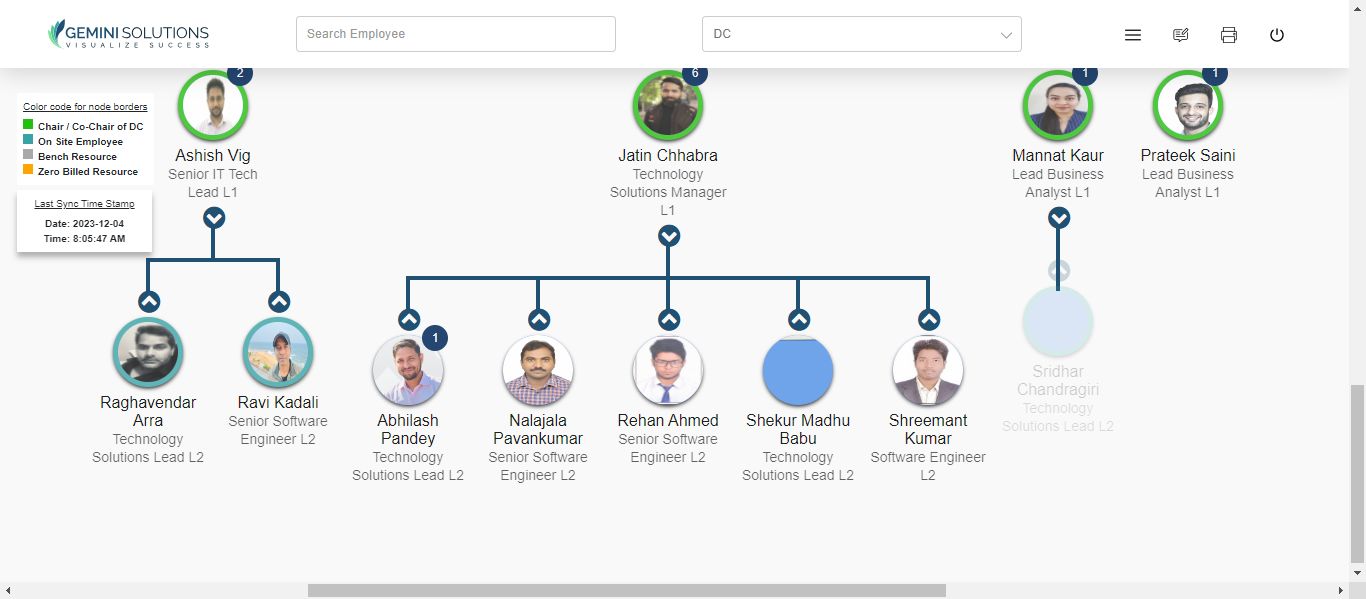 GEMINI SOLUTIONS
VISUALIZE SUCCESS
Search Employee
DC
Color code for node borders
Chair / Co-Chair of DC
On Site Employee
Bench Resource
Zero Billed Resource
Last Sync Time Stamp
Date: 2023-12-04
Time: 8:05:47 AM
2
Ashish Vig
Senior IT Tech
Lead L1
6
Jatin Chhabra
Technology
Solutions Manager
L1
1
Mannat Kaur
Lead Business
Analyst L1
1
Prateek Saini
Lead Business
Analyst L1
Raghavendar
Arra
Technology
Solutions Lead L2
Ravi Kadali
Senior Software
Engineer L2
1
Abhilash
Pandey
Technology
Solutions Lead L2
Nalajala
Pavankumar
Senior Software
Engineer L2
Rehan Ahmed
Senior Software
Engineer L2
Shekur Madhu
Babu
Technology
Solutions Lead L2
Shreemant
Kumar
Software Engineer
L2
Sridhar
Chandragiri
Technology
Solutions Lead L2